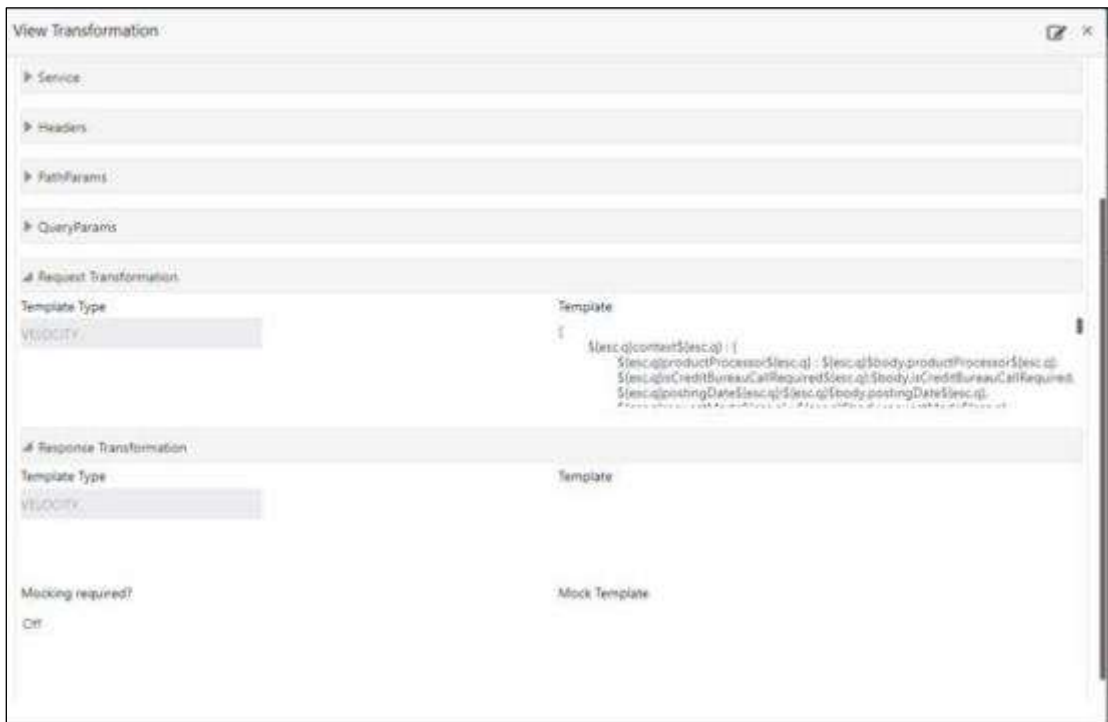 View Transformation
Service
Headers
PathParams
QueryParams
Request Transformation
Template Type
Template
VELOCITY
{
${esc.q}context${esc.q} : {
${esc.q}productProcessor${esc.q} : ${esc.q}$body.productProcessor${esc.q},
${esc.q}isCreditBureauCallRequired${esc.q}:$body.isCreditBureauCallRequired,
${esc.q}postingDate${esc.q}:${esc.q}$body.postingDate${esc.q},
Response Transformation
Template Type
Template
VELOCITY
Mocking required?
Mock Template
Off